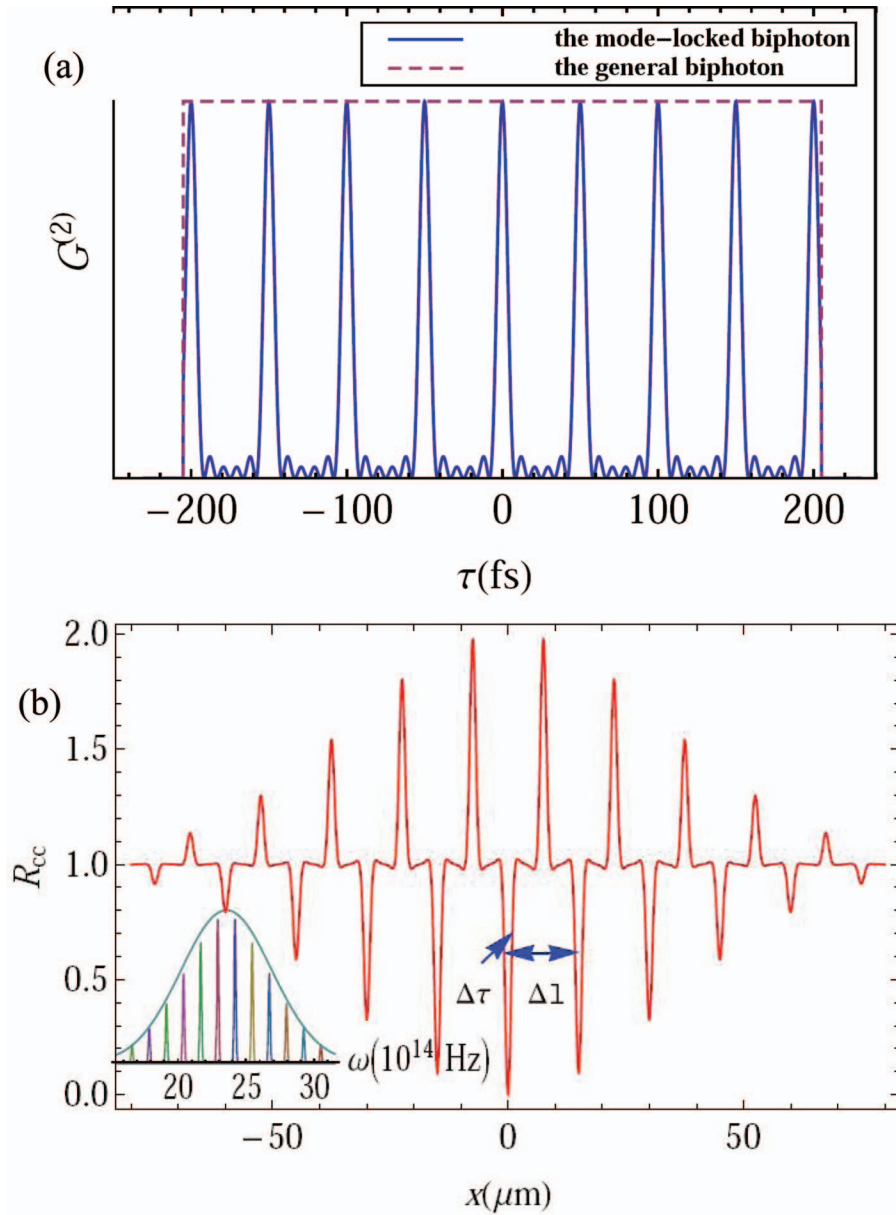 (a)
the mode-locked biphoton
the general biphoton
G(2)
−200 −100 0 100 200
τ(fs)
(b)
2.0
1.5
1.0
0.5
0.0
Rcc
Δτ Δl
20 25 30 ω(10^14 Hz)
−50 0 50
x(μm)